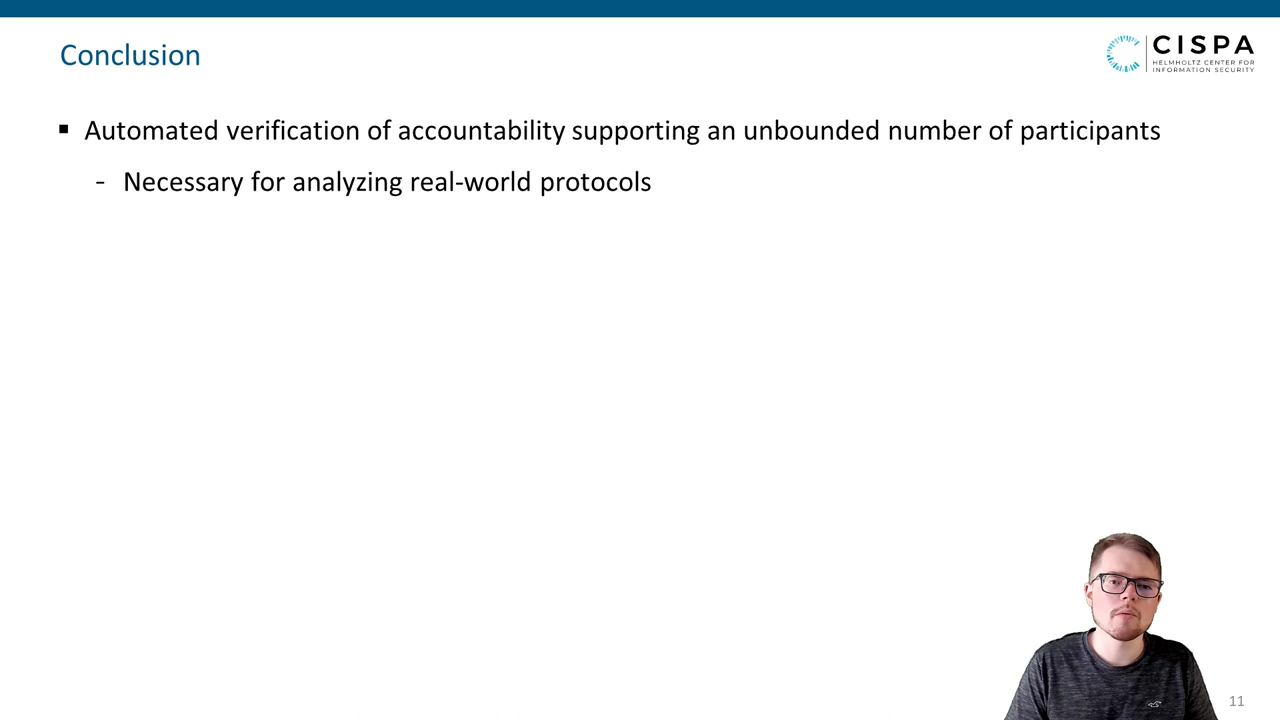 Conclusion
CISPA
HELMHOLTZ CENTER FOR
INFORMATION SECURITY
▪ Automated verification of accountability supporting an unbounded number of participants
- Necessary for analyzing real-world protocols
11